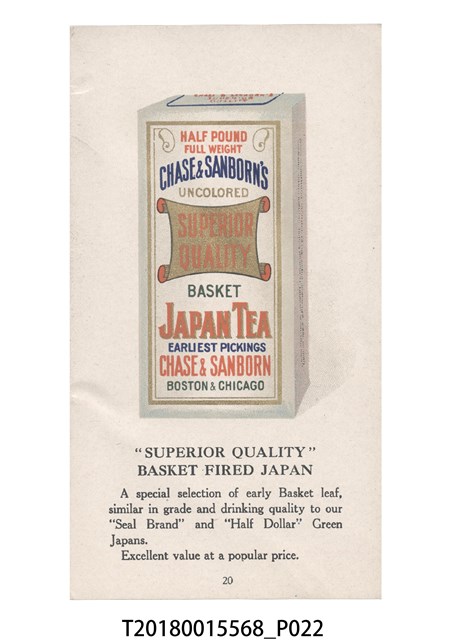 HALF POUND
FULL WEIGHT
CHASE & SANBORN'S
UNCOLORED
SUPERIOR
QUALITY
BASKET
JAPAN TEA
EARLIEST PICKINGS
CHASE & SANBORN
BOSTON & CHICAGO
"SUPERIOR QUALITY"
BASKET FIRED JAPAN
A special selection of early Basket leaf,
similar in grade and drinking quality to our
"Seal Brand" and "Half Dollar" Green
Japans.
Excellent value at a popular price.
20
T20180015568_P022